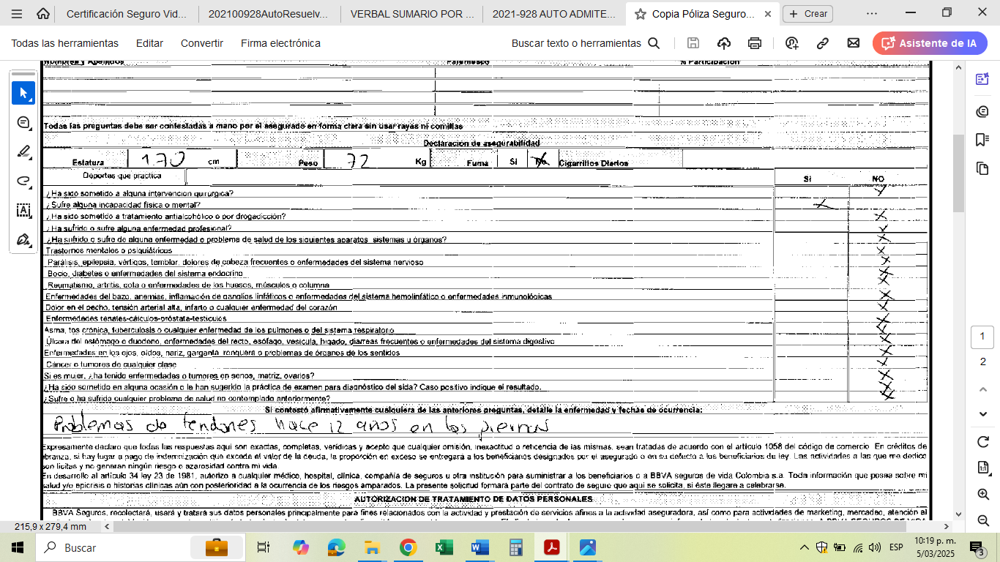 Certificación Seguro Vid...
202100928AutoResuelv...
VERBAL SUMARIO POR ...
2021-928 AUTO ADMITE...
Copia Póliza Seguro...
Crear
Todas las herramientas Editar Convertir Firma electrónica
Buscar texto o herramientas
Asistente de IA
Nombres y Apellidos Parentesco % Participación
Todas las preguntas debe ser contestadas a mano por el asegurado en forma clara sin usar rayas ni comillas
Declaración de asegurabilidad
Estatura 170 cm Peso 72 Kg Fuma Si No Cigarrillos Diarios
Deportes que practica Si NO
¿Ha sido sometido a alguna intervención quirúrgica? X
¿Sufre alguna incapacidad física o mental? X
¿Ha sido sometido a tratamiento antialcohólico o por drogadicción? X
¿Ha sufrido o sufre alguna enfermedad profesional? X
¿Ha sufrido o sufre de alguna enfermedad o problema de salud de los siguientes aparatos, sistemas u órganos? X
Trastornos mentales o psiquiátricos X
Parálisis, epilepsia, vértigos, temblor, dolores de cabeza frecuentes o enfermedades del sistema nervioso X
Bocio, diabetes o enfermedades del sistema endocrino X
Reumatismo, artritis, gota o enfermedades de los huesos, músculos o columna X
Enfermedades del bazo, anemias, inflamación de ganglios linfáticos o enfermedades del sistema hemolinfático o enfermedades inmunológicas X
Dolor en el pecho, tensión arterial alta, infarto o cualquier enfermedad del corazón X
Enfermedades renales-cálculos-próstata-testículos X
Asma, tos crónica, tuberculosis o cualquier enfermedad de los pulmones o del sistema respiratorio X
Úlcera del estómago o duodeno, enfermedades del recto, esófago, vesícula, hígado, diarreas frecuentes o enfermedades del sistema digestivo X
Enfermedades en los ojos, oídos, nariz, garganta, ronquera o problemas de órganos de los sentidos X
Cáncer o tumores de cualquier clase X
Si es mujer, ¿ha tenido enfermedades o tumores en senos, matriz, ovarios? X
¿Ha sido sometido en alguna ocasión o le han sugerido la práctica de examen para diagnóstico del sida? Caso positivo indique el resultado. X
¿Sufre o ha sufrido cualquier problema de salud no contemplado anteriormente? X
Si contestó afirmativamente cualquiera de las anteriores preguntas, detalle la enfermedad y fechas de ocurrencia:
Problemas de tendones hace 12 años en las piernas
Expresamente declaro que todas las respuestas aquí son exactas, completas, verídicas y acepto que cualquier omisión, inexactitud o reticencia de las mismas, sean tratadas de acuerdo con el artículo 1058 del código de comercio. En créditos de
ibranza, si hay lugar a pago de indemnización que exceda el valor de la deuda, la proporción en exceso se entregará a los beneficiarios designados por el asegurado o en su defecto a los beneficiarios de ley. Las actividades a las que me dedico
son lícitas y no generan ningún riesgo o azarosidad contra mi vida.
En desarrollo al artículo 34 ley 23 de 1981, autorizo a cualquier médico, hospital, clínica, compañía de seguros u otra institución para suministrar a los beneficiarios o a BBVA seguros de vida Colombia s.a. Toda información que posea sobre mi
salud y/o epicrisis o historias clínicas aún con posterioridad a la ocurrencia de los riesgos amparados. La presente solicitud formará parte del contrato de seguro que aquí se solicita, si éste llegare a celebrarse.
AUTORIZACION DE TRATAMIENTO DE DATOS PERSONALES
BBVA Seguros, recolectará, usará y tratará sus datos personales principalmente para fines relacionados con la actividad y prestación de servicios afines a la actividad aseguradora, así como para actividades de marketing, mercadeo, atención al
1
2
215,9 x 279,4 mm
Buscar
ESP
10:19 p. m.
5/03/2025
3